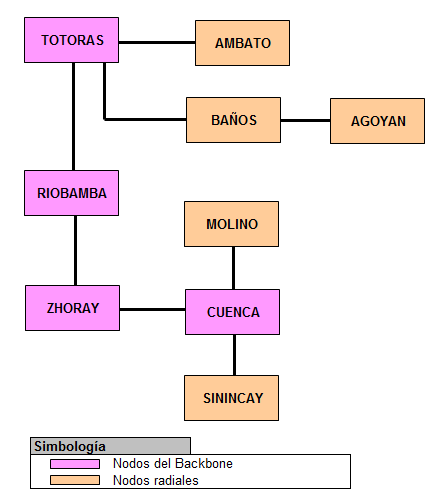 TOTORAS
AMBATO
BAÑOS
AGOYAN
RIOBAMBA
MOLINO
ZHORAY
CUENCA
SININCAY
Simbología
Nodos del Backbone
Nodos radiales